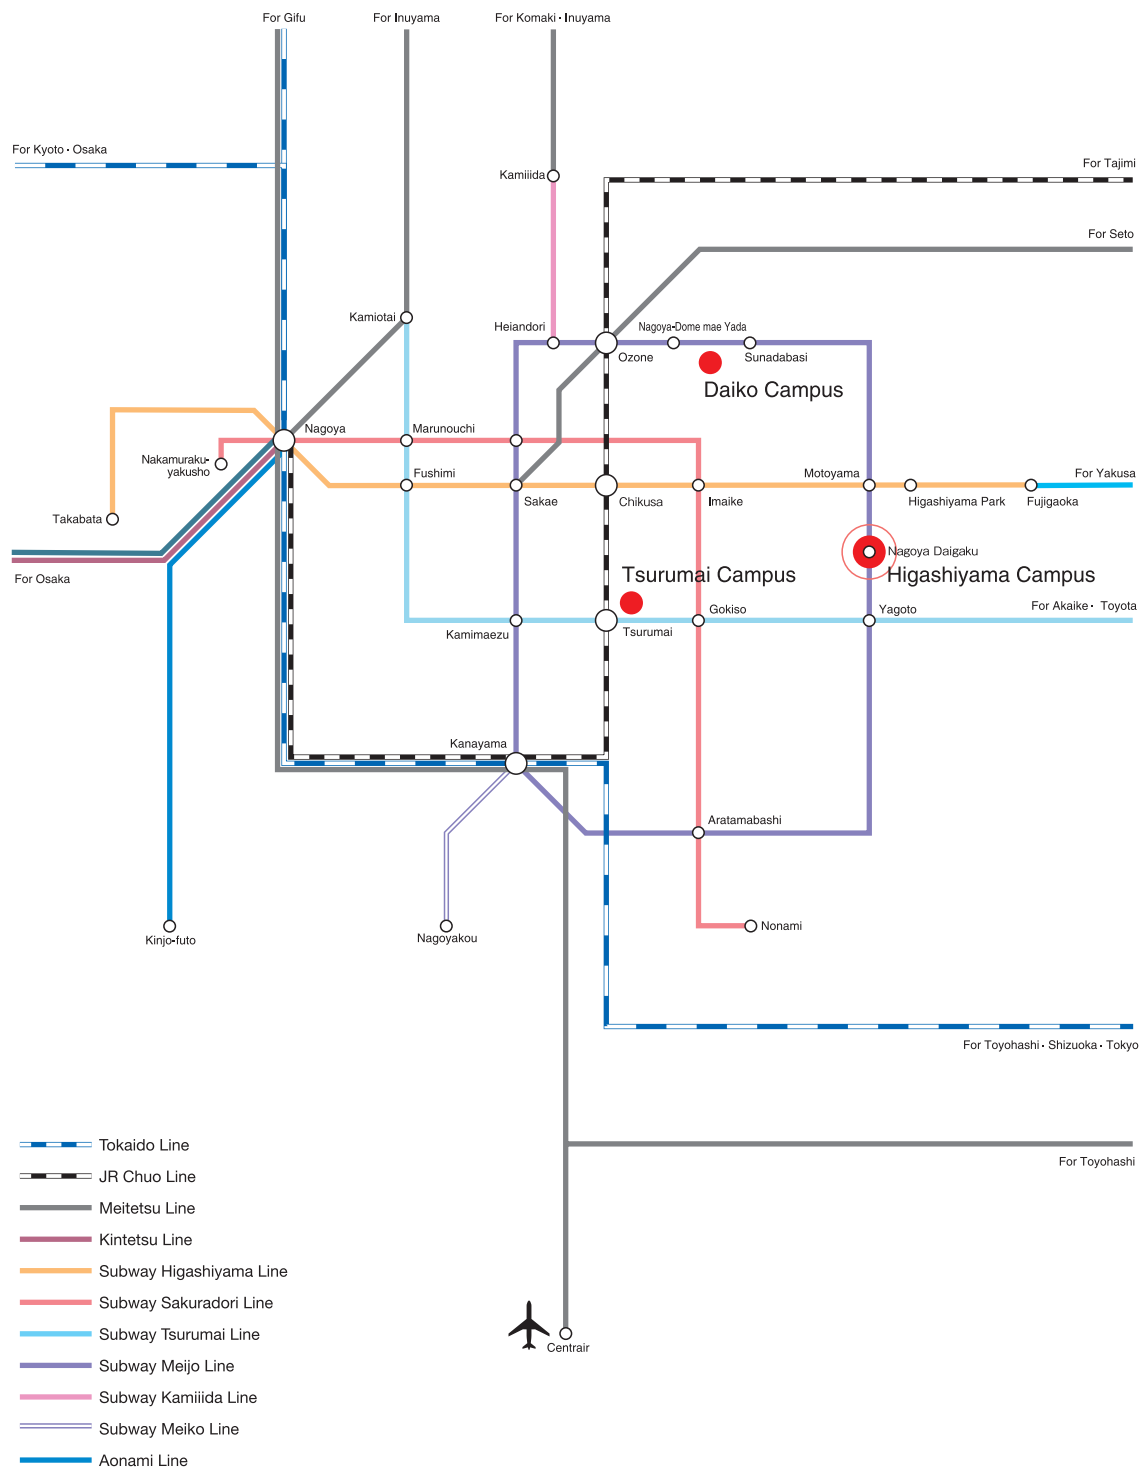 For Gifu
For Inuyama
For Komaki · Inuyama
For Kyoto · Osaka
For Tajimi
Kamiiida
For Seto
Kamiotai
Heiandori
Nagoya-Dome mae Yada
Ozone
Sunadabasi
Daiko Campus
Nagoya
Marunouchi
Nakamuraku-
yakusho
Fushimi
Motoyama
For Yakusa
Sakae
Chikusa
Imaike
Higashiyama Park
Fujigaoka
Takabata
Nagoya Daigaku
For Osaka
Tsurumai Campus
Higashiyama Campus
Gokiso
Yagoto
For Akaike · Toyota
Kamimaezu
Tsurumai
Kanayama
Aratamabashi
Kinjo-futo
Nagoyakou
Nonami
For Toyohashi · Shizuoka · Tokyo
Tokaido Line
For Toyohashi
JR Chuo Line
Meitetsu Line
Kintetsu Line
Subway Higashiyama Line
Subway Sakuradori Line
Subway Tsurumai Line
Centrair
Subway Meijo Line
Subway Kamiiida Line
Subway Meiko Line
Aonami Line